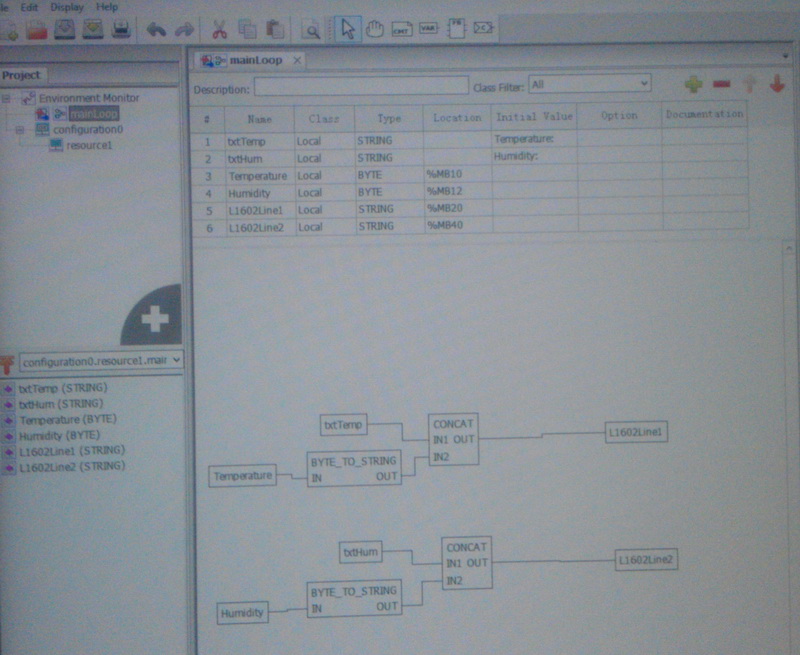 le Edit Display Help
CMT VAR FB
Project
Environment Monitor
mainLoop
configuration0
resource1
configuration0.resource1.mair
txtTemp (STRING)
txtHum (STRING)
Temperature (BYTE)
Humidity (BYTE)
L1602Line1 (STRING)
L1602Line2 (STRING)
mainLoop
Description: Class Filter: All
# Name Class Type Location Initial Value Option Documentation
1 txtTemp Local STRING Temperature:
2 txtHum Local STRING Humidity:
3 Temperature Local BYTE %MB10
4 Humidity Local BYTE %MB12
5 L1602Line1 Local STRING %MB20
6 L1602Line2 Local STRING %MB40
txtTemp CONCAT
IN1 OUT L1602Line1
BYTE_TO_STRING IN2
Temperature IN OUT
txtHum CONCAT
IN1 OUT L1602Line2
BYTE_TO_STRING IN2
Humidity IN OUT